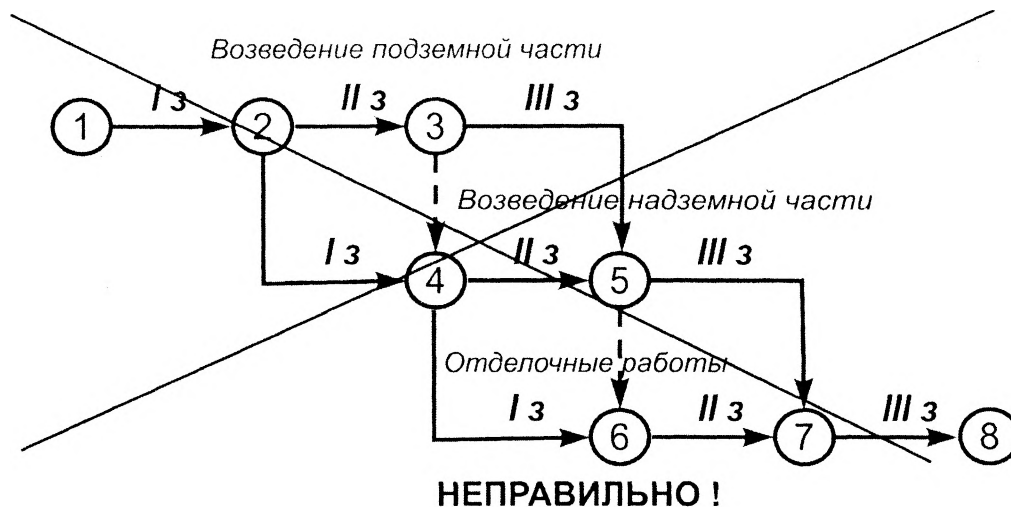 Возведение подземной части
I з II з III з
1 2 3
Возведение надземной части
I з II з III з
4 5
Отделочные работы
I з II з III з
6 7 8
НЕПРАВИЛЬНО !